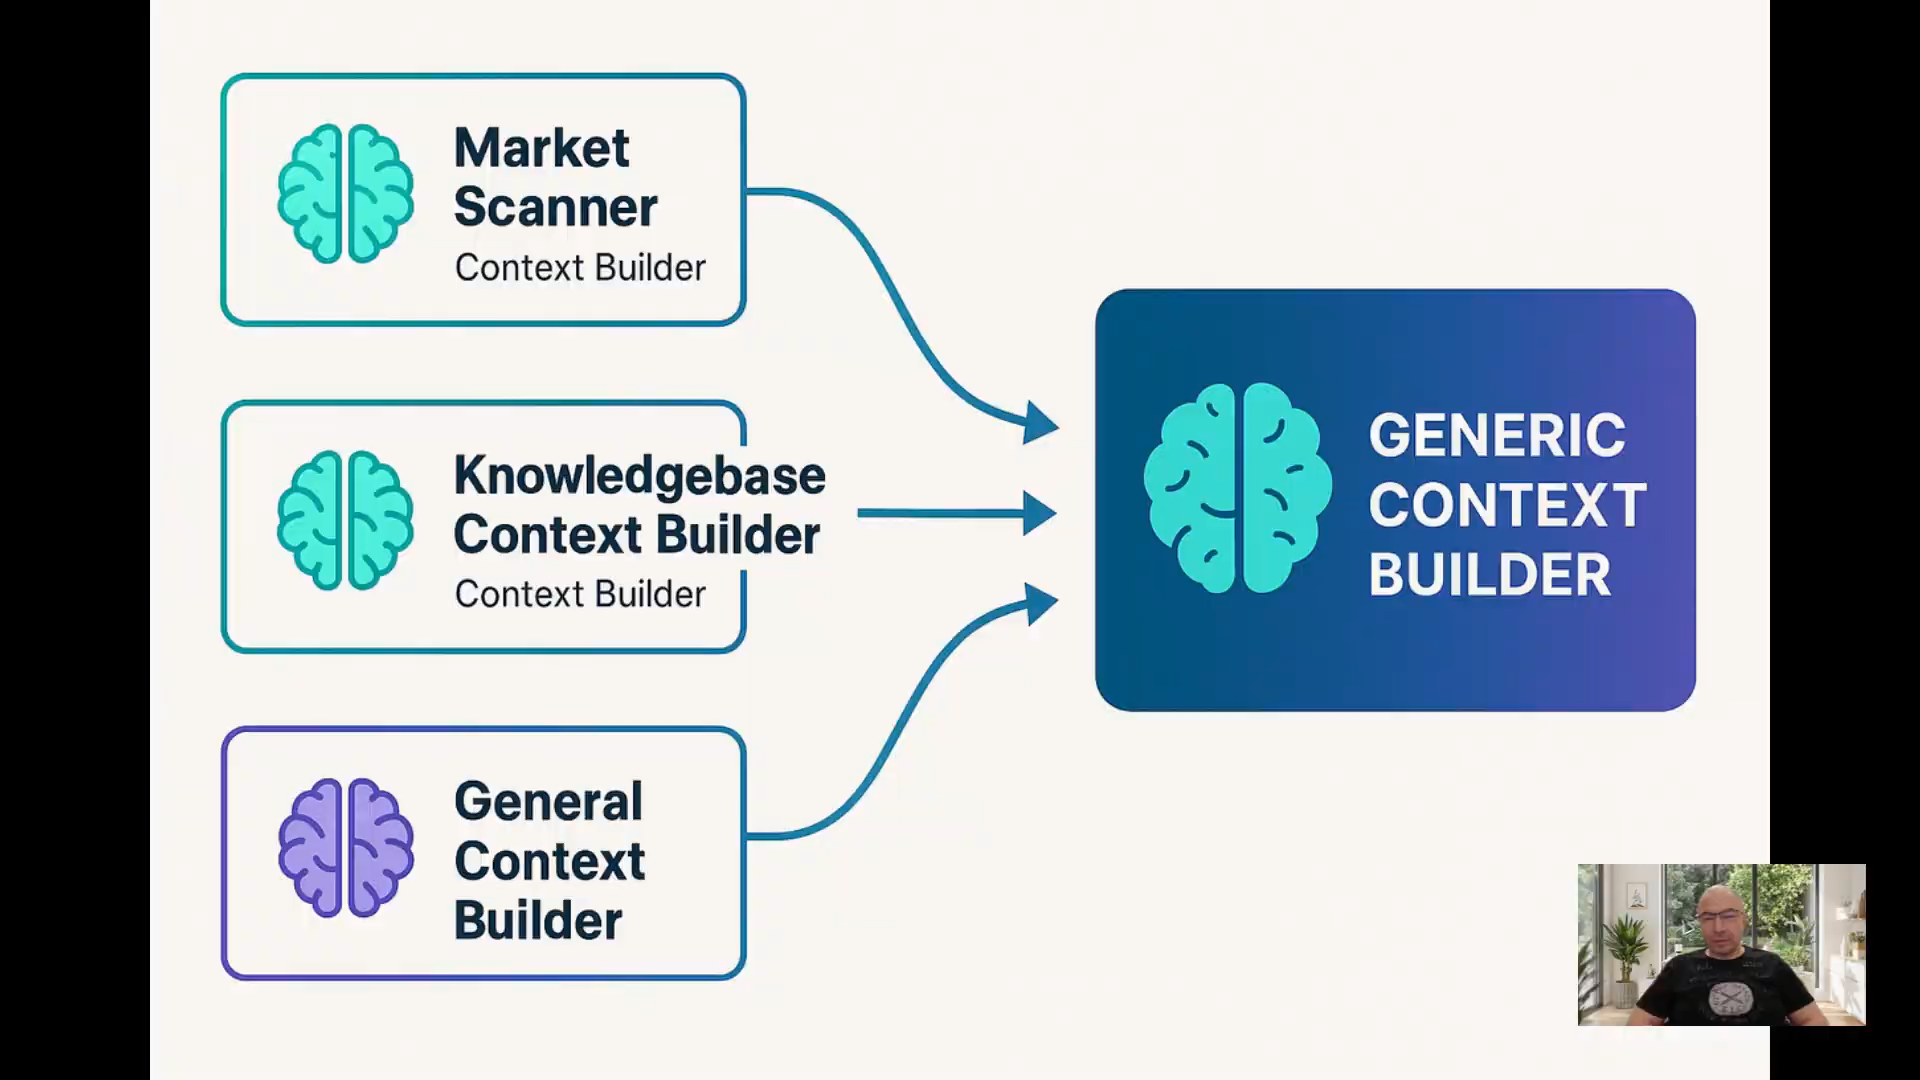 Market
Scanner
Context Builder
Knowledgebase
Context Builder
Context Builder
General
Context
Builder
GENERIC
CONTEXT
BUILDER